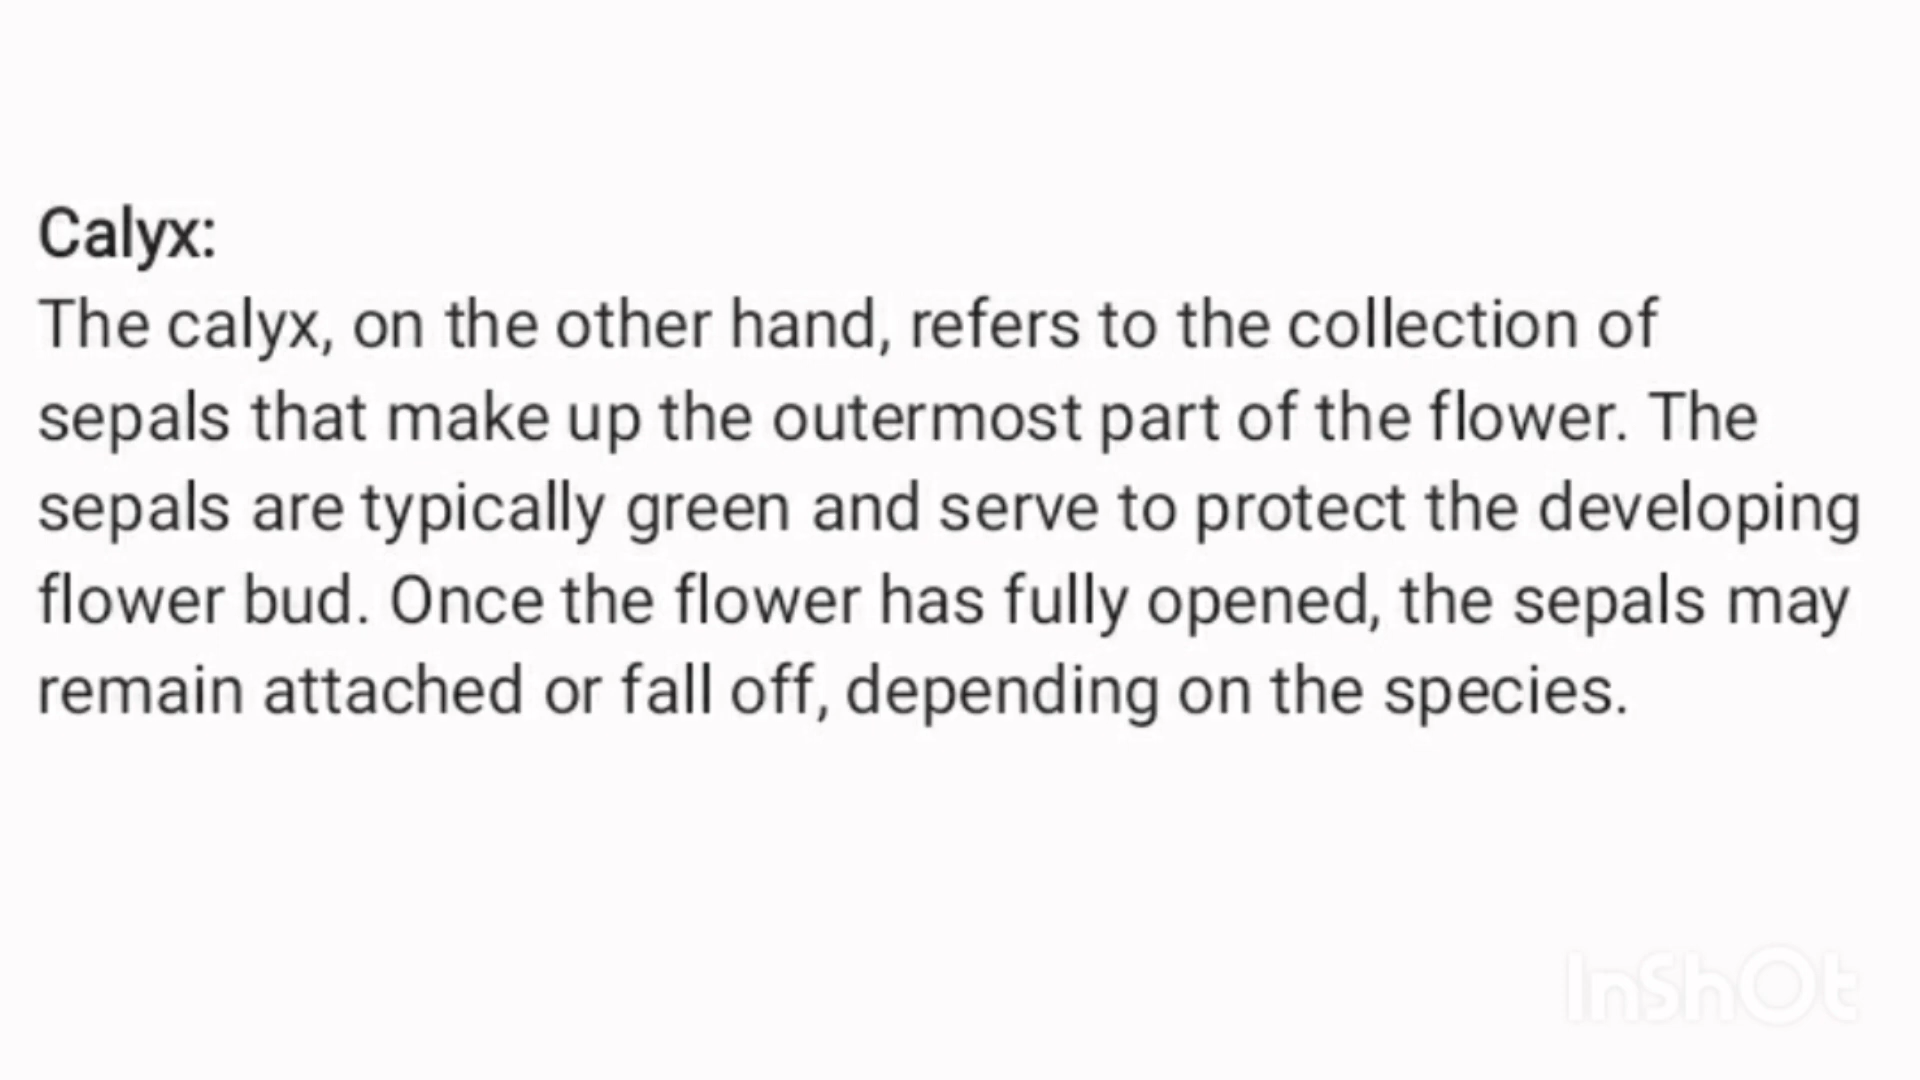 Calyx:
The calyx, on the other hand, refers to the collection of
sepals that make up the outermost part of the flower. The
sepals are typically green and serve to protect the developing
flower bud. Once the flower has fully opened, the sepals may
remain attached or fall off, depending on the species.
InShOt